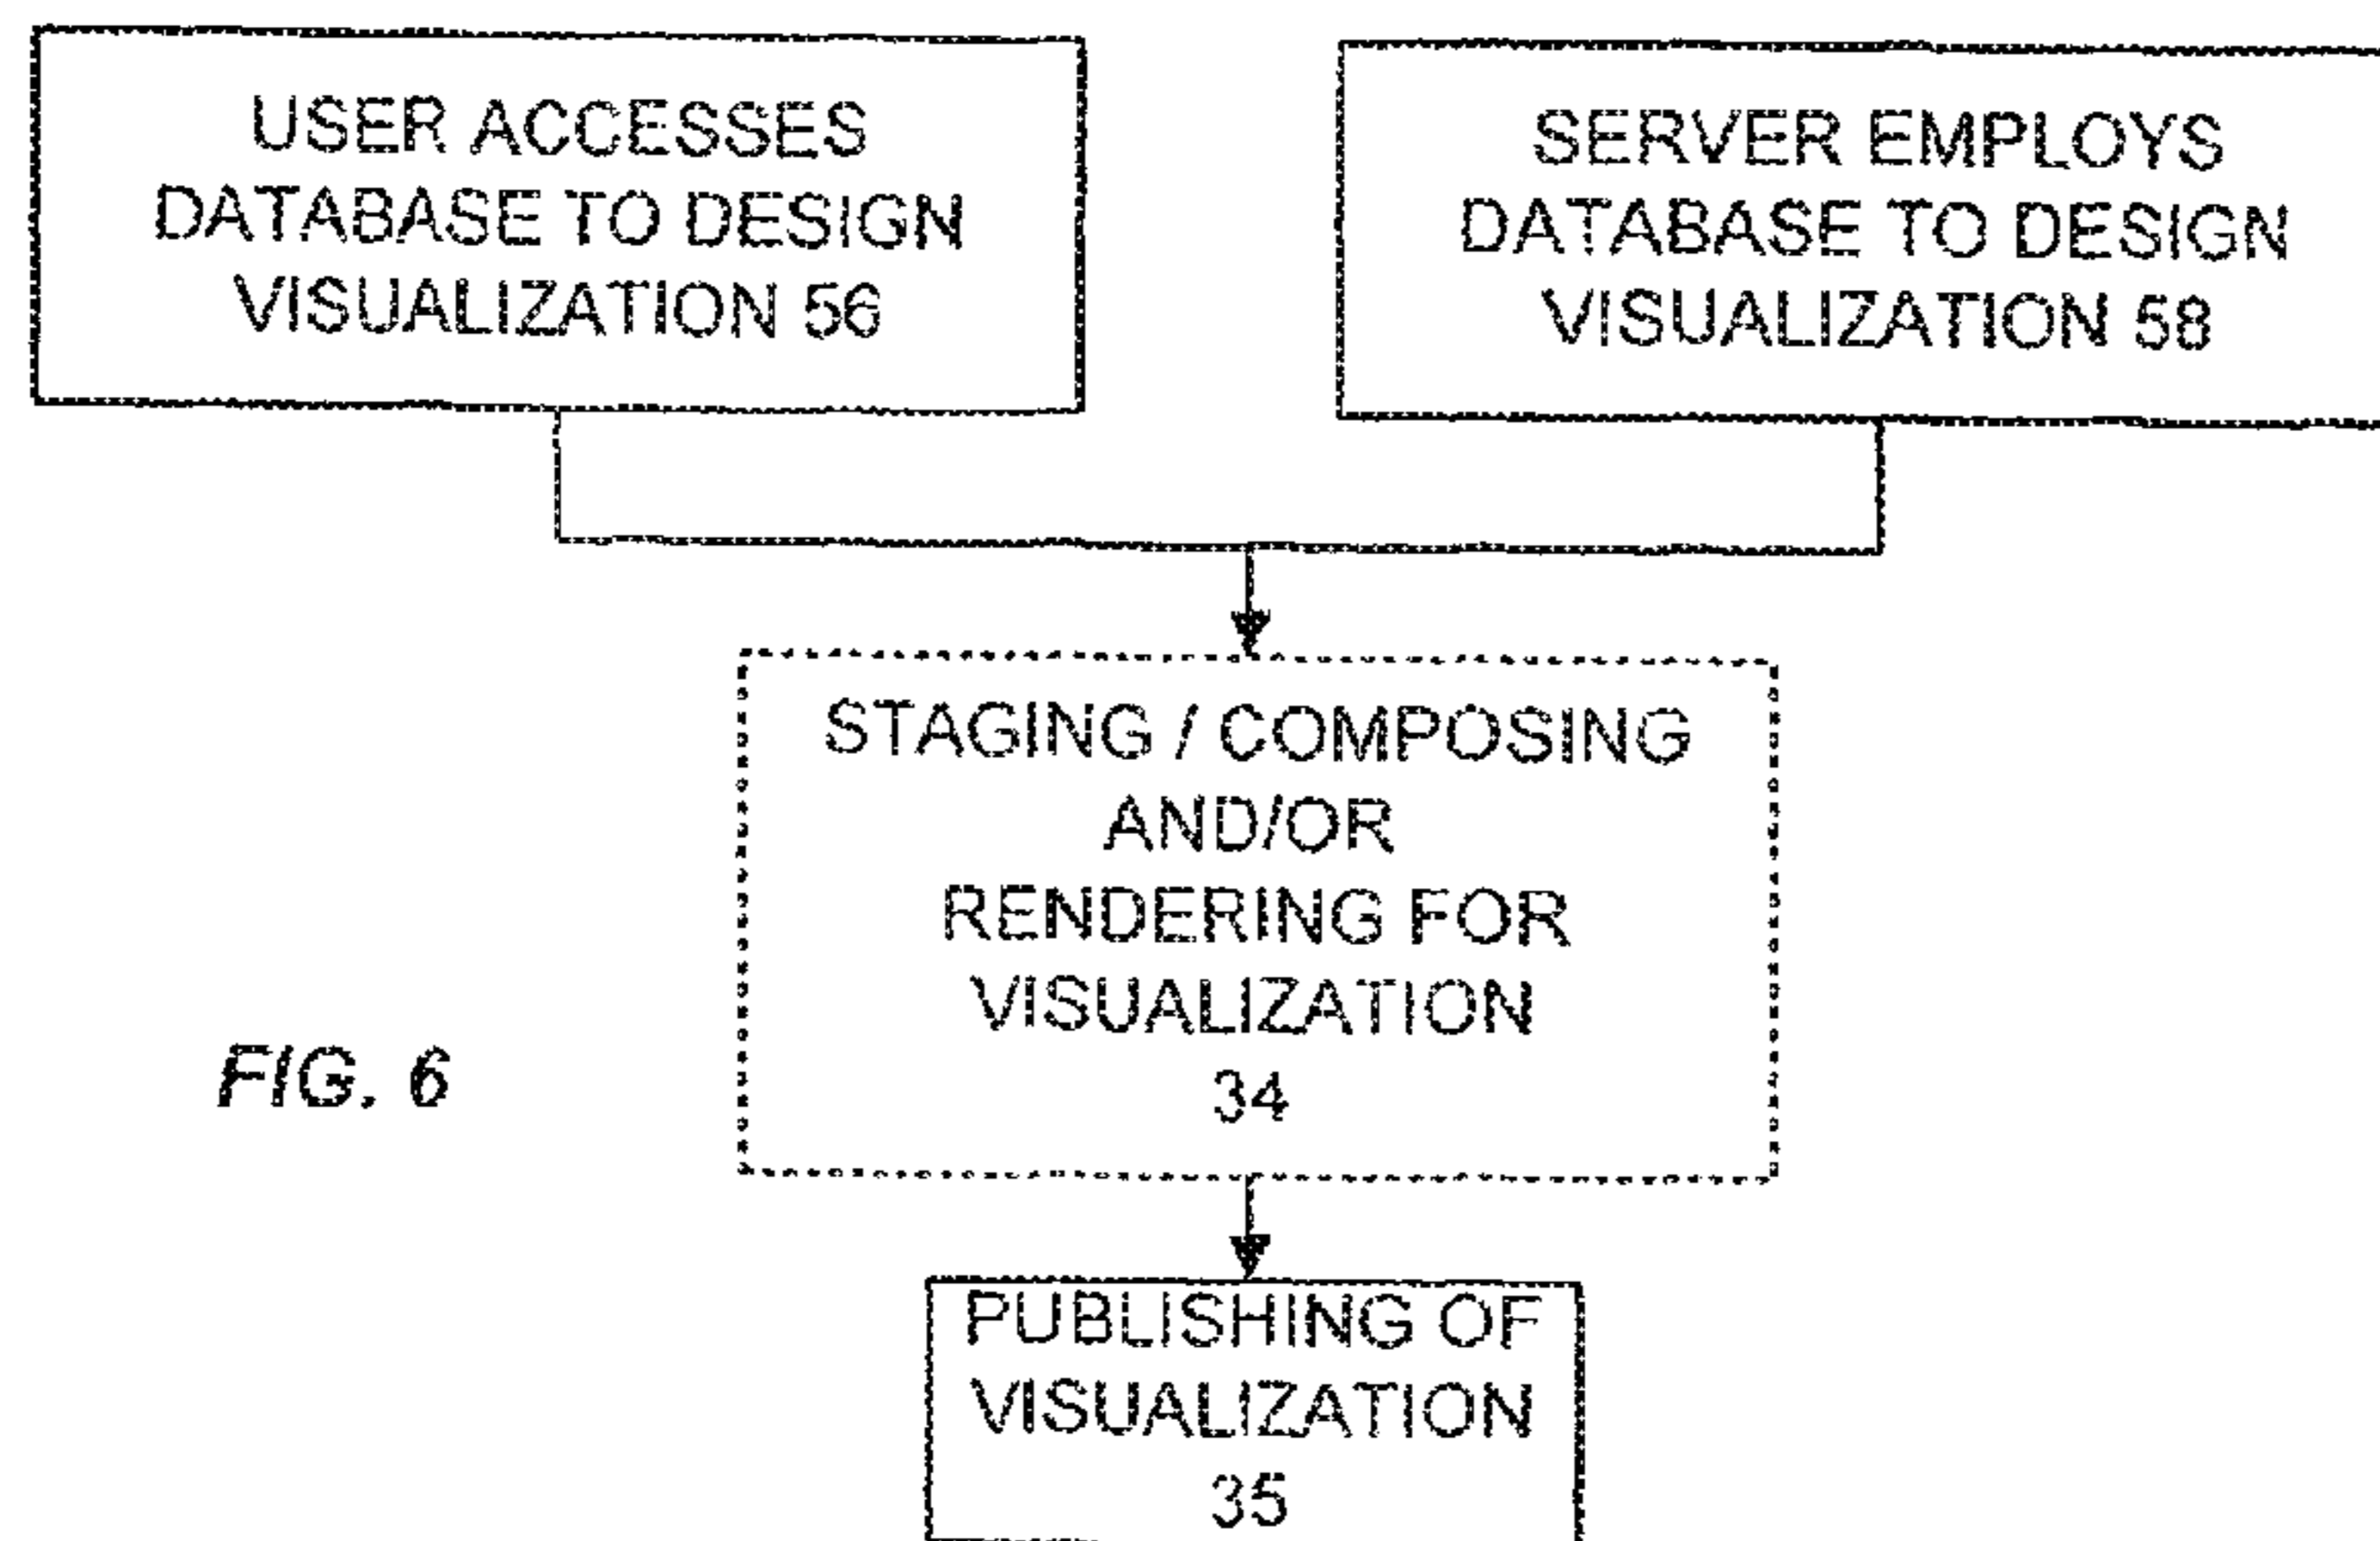 USER ACCESSES
DATABASE TO DESIGN
VISUALIZATION 56
SERVER EMPLOYS
DATABASE TO DESIGN
VISUALIZATION 58
STAGING / COMPOSING
AND/OR
RENDERING FOR
VISUALIZATION
34
FIG. 6
PUBLISHING OF
VISUALIZATION
35